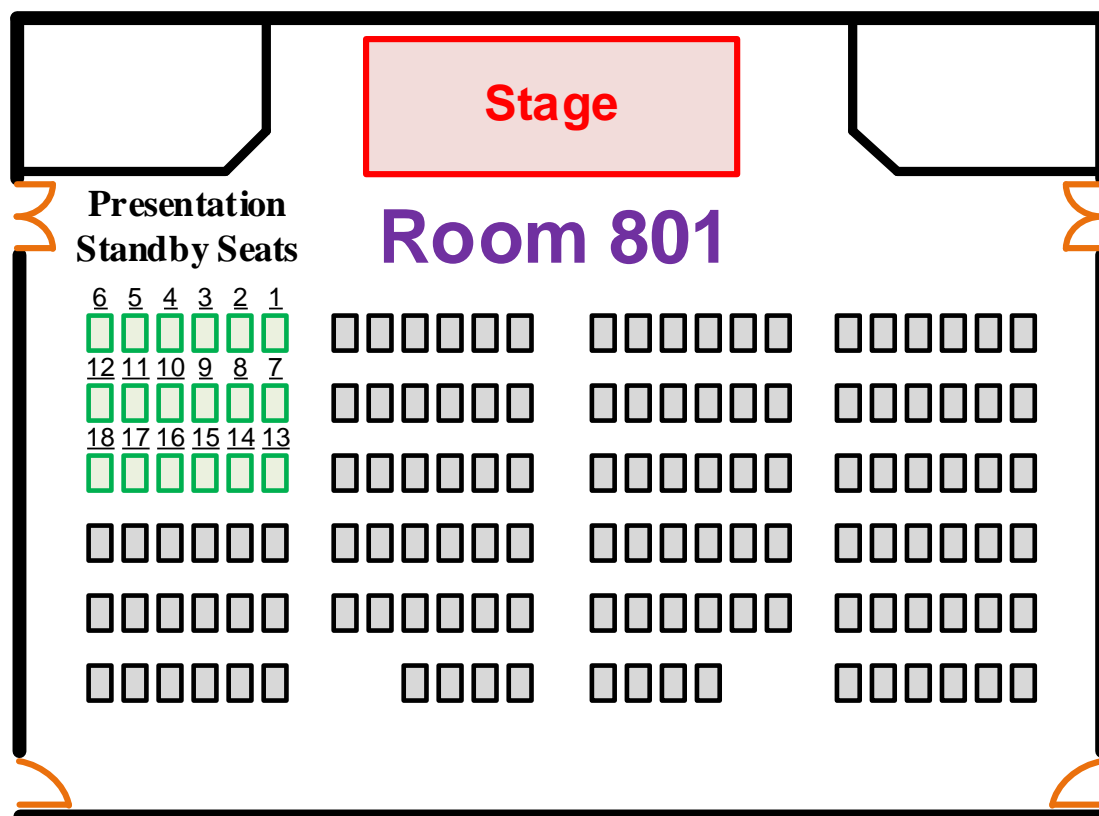 Stage
Presentation
Standby Seats
Room 801
6 5 4 3 2 1
12 11 10 9 8 7
18 17 16 15 14 13